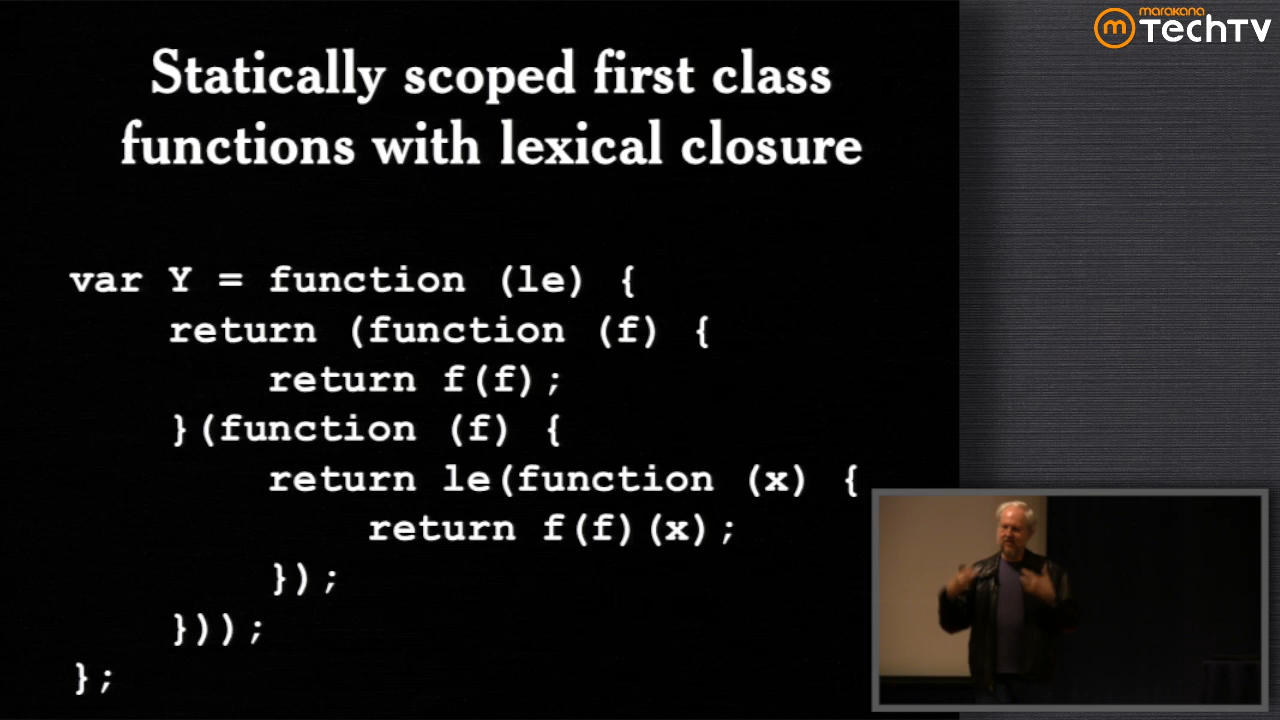 Statically scoped first class
functions with lexical closure
var Y = function (le) {
    return (function (f) {
        return f(f);
    }(function (f) {
        return le(function (x) {
            return f(f)(x);
        });
    }));
};
marakana
m TechTV